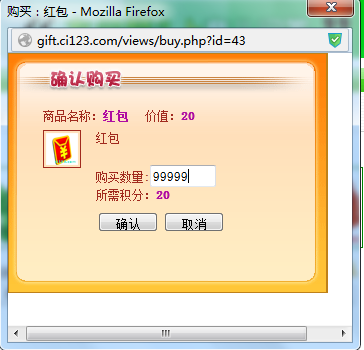 购买：红包 - Mozilla Firefox
gift.ci123.com/views/buy.php?id=43
确认购买
商品名称：红包 价值：20
红包
购买数量:99999
所需积分：20
确认 取消